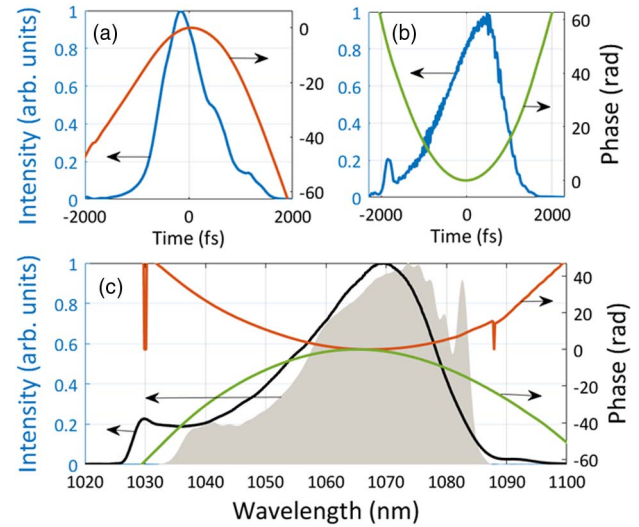 (a)
Intensity (arb. units)
1
0.8
0.6
0.4
0.2
0
0
-20
-40
-60
-2000 0 2000
Time (fs)
(b)
1
0.8
0.6
0.4
0.2
0
60
40
20
0
Phase (rad)
-2000 0 2000
Time (fs)
(c)
Intensity (arb. units)
1
0.8
0.6
0.4
0.2
0
40
20
0
-20
-40
-60
Phase (rad)
1020 1030 1040 1050 1060 1070 1080 1090 1100
Wavelength (nm)